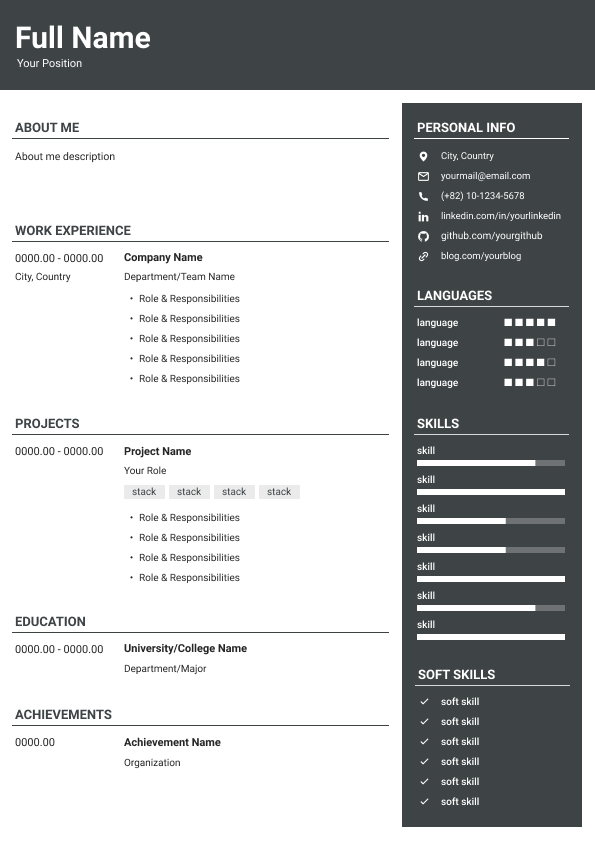 Full Name
Your Position
ABOUT ME
About me description
WORK EXPERIENCE
0000.00 - 0000.00
City, Country
Company Name
Department/Team Name
• Role & Responsibilities
• Role & Responsibilities
• Role & Responsibilities
• Role & Responsibilities
• Role & Responsibilities
PROJECTS
0000.00 - 0000.00
Project Name
Your Role
stack stack stack stack
• Role & Responsibilities
• Role & Responsibilities
• Role & Responsibilities
• Role & Responsibilities
EDUCATION
0000.00 - 0000.00
University/College Name
Department/Major
ACHIEVEMENTS
0000.00
Achievement Name
Organization
PERSONAL INFO
City, Country
yourmail@email.com
(+82) 10-1234-5678
linkedin.com/in/yourlinkedin
github.com/yourgithub
blog.com/yourblog
LANGUAGES
language
language
language
language
SKILLS
skill
skill
skill
skill
skill
skill
skill
SOFT SKILLS
soft skill
soft skill
soft skill
soft skill
soft skill
soft skill